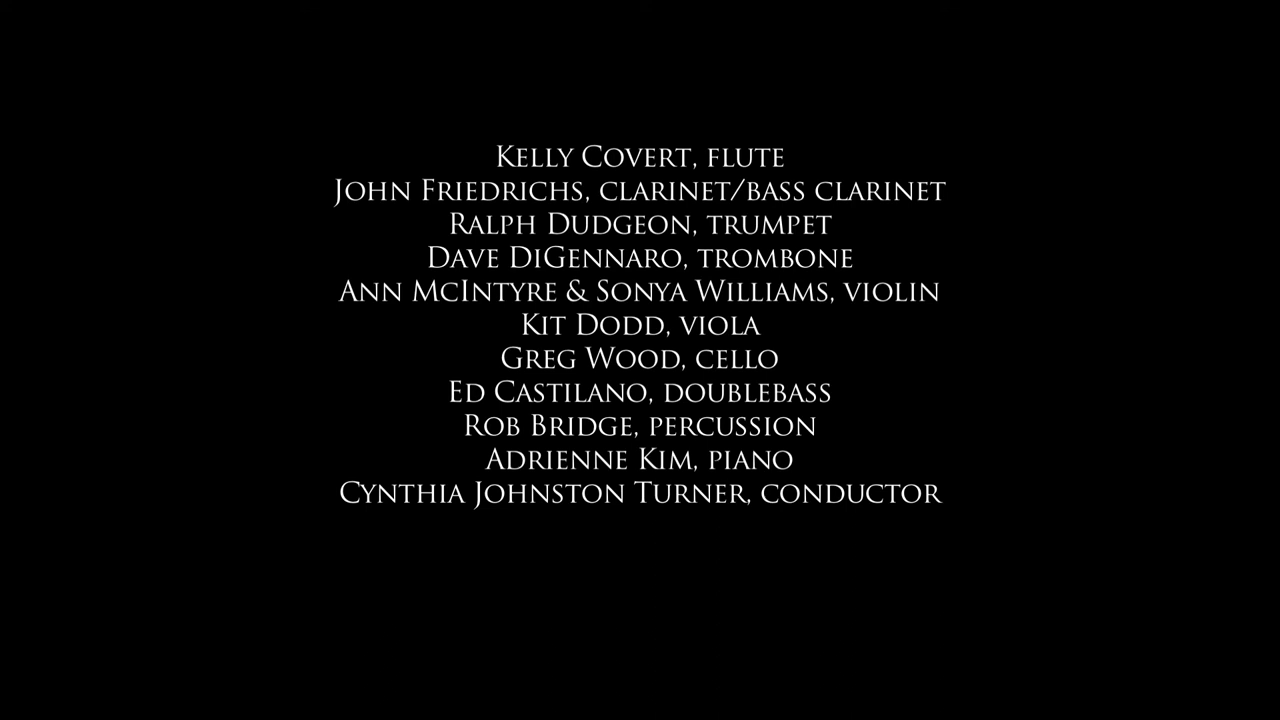 Kelly Covert, flute
John Friedrichs, clarinet/bass clarinet
Ralph Dudgeon, trumpet
Dave DiGennaro, trombone
Ann McIntyre & Sonya Williams, violin
Kit Dodd, viola
Greg Wood, cello
Ed Castilano, doublebass
Rob Bridge, percussion
Adrienne Kim, piano
Cynthia Johnston Turner, conductor